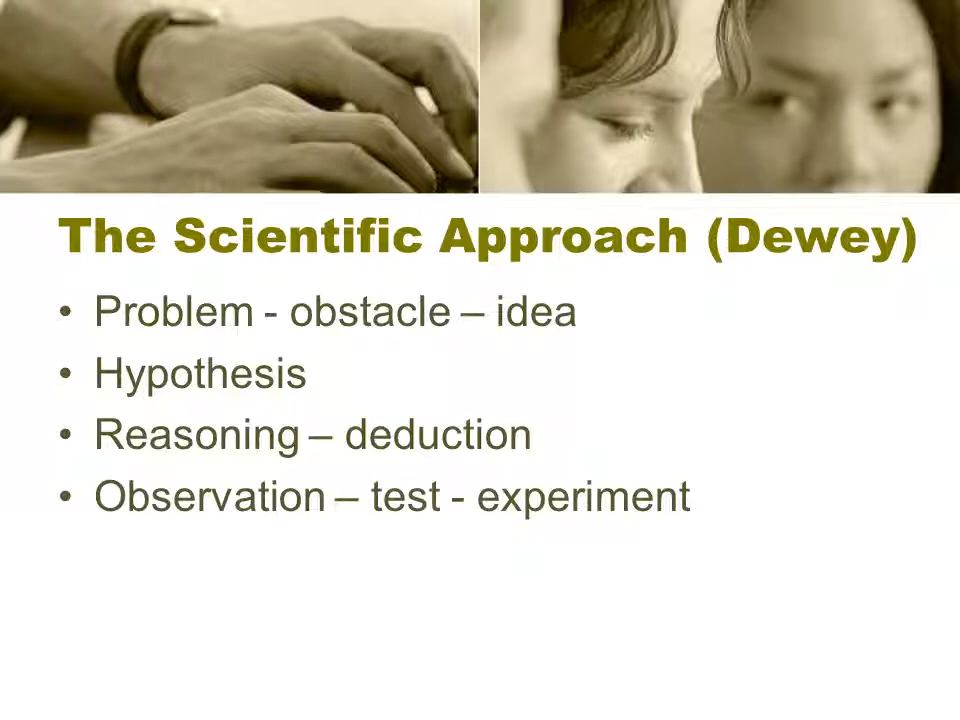 The Scientific Approach (Dewey)
• Problem - obstacle – idea
• Hypothesis
• Reasoning – deduction
• Observation – test - experiment